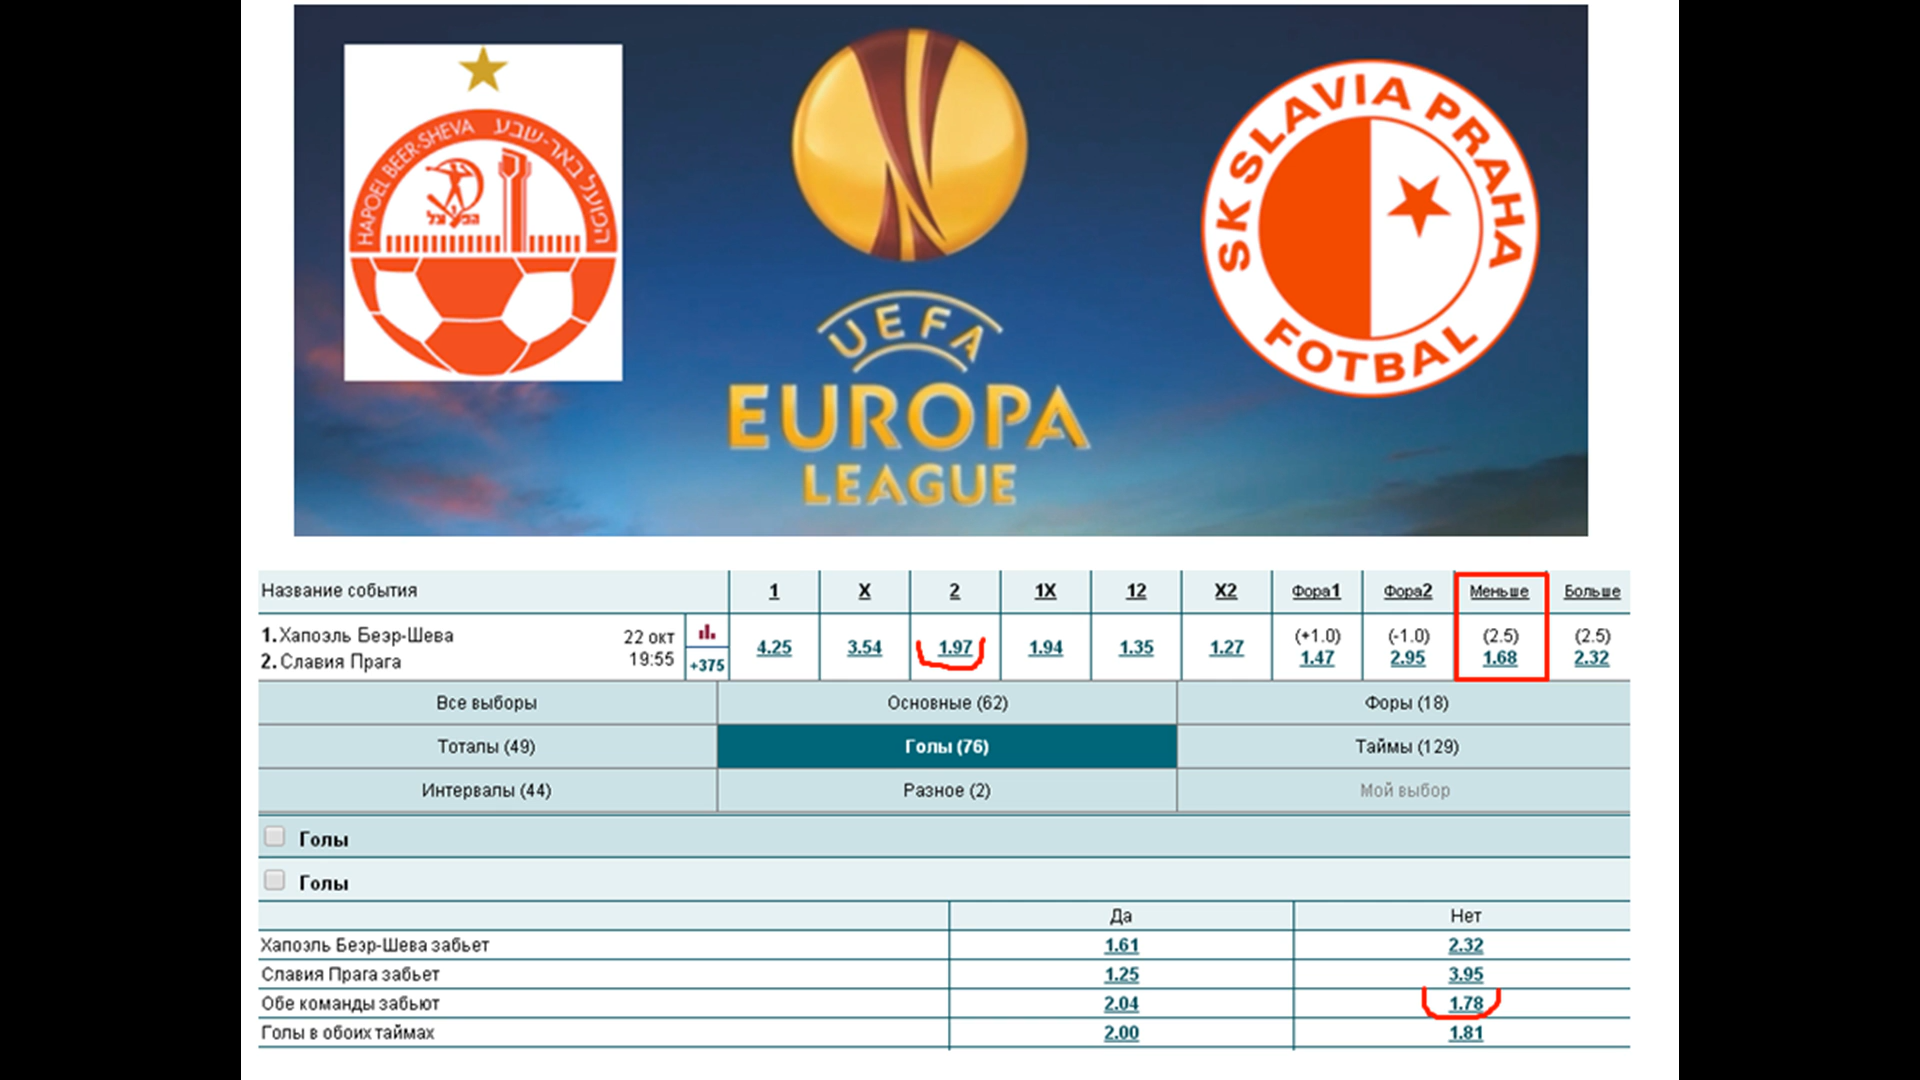 HAPOEL BEER-SHEVA הפועל באר-שבע
הפועל
UEFA
EUROPA
LEAGUE
SK SLAVIA PRAHA
FOTBAL
Название события 1 X 2 1X 12 X2 Фора1 Фора2 Меньше Больше
1. Хапоэль Беэр-Шева 22 окт (+1.0) (-1.0) (2.5) (2.5)
2. Славия Прага 19:55 +375 4.25 3.54 1.97 1.94 1.35 1.27 1.47 2.95 1.68 2.32
Все выборы Основные (62) Форы (18)
Тоталы (49) Голы (76) Таймы (129)
Интервалы (44) Разное (2) Мой выбор
Голы
Голы
Да Нет
Хапоэль Беэр-Шева забьет 1.61 2.32
Славия Прага забьет 1.25 3.95
Обе команды забьют 2.04 1.78
Голы в обоих таймах 2.00 1.81